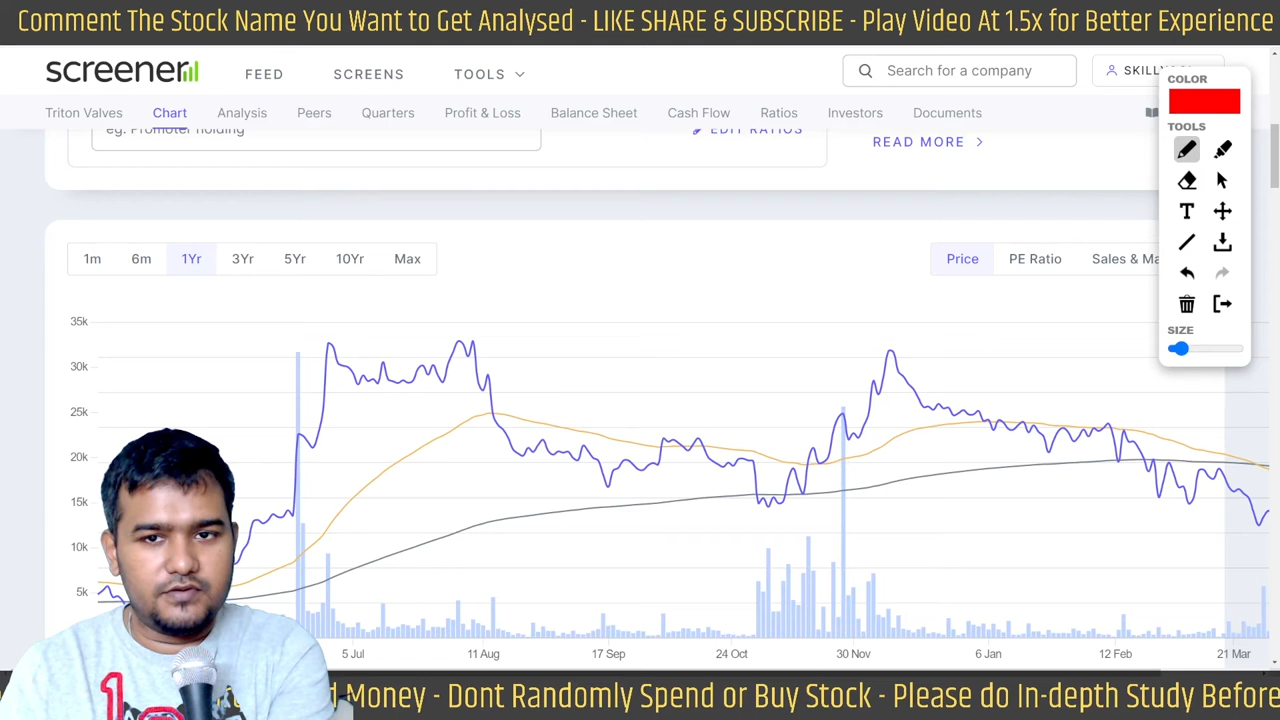 Comment The Stock Name You Want to Get Analysed - LIKE SHARE & SUBSCRIBE - Play Video At 1.5x for Better Experience
screener
FEED SCREENS TOOLS
Search for a company
COLOR
Triton Valves Chart Analysis Peers Quarters Profit & Loss Balance Sheet Cash Flow Ratios Investors Documents
TOOLS
eg. Promoter holding
EDIT RATIOS
READ MORE
T
1m 6m 1Yr 3Yr 5Yr 10Yr Max
Price PE Ratio Sales &
SIZE
35k
30k
25k
20k
15k
10k
5k
5 Jul 11 Aug 17 Sep 24 Oct 30 Nov 6 Jan 12 Feb 21 Mar
Money - Dont Randomly Spend or Buy Stock - Please do In-depth Study Before